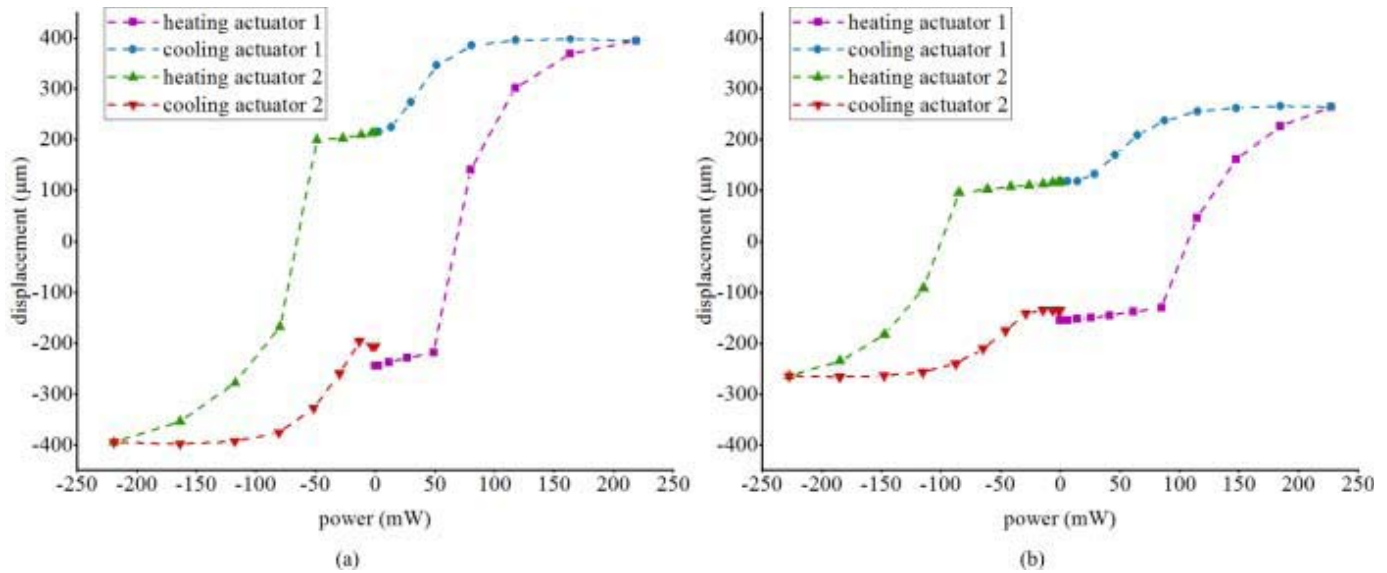 heating actuator 1
cooling actuator 1
heating actuator 2
cooling actuator 2
400
300
200
100
0
-100
-200
-300
-400
displacement (µm)
-250 -200 -150 -100 -50 0 50 100 150 200 250
power (mW)
(a)
heating actuator 1
cooling actuator 1
heating actuator 2
cooling actuator 2
400
300
200
100
0
-100
-200
-300
-400
displacement (µm)
-250 -200 -150 -100 -50 0 50 100 150 200 250
power (mW)
(b)